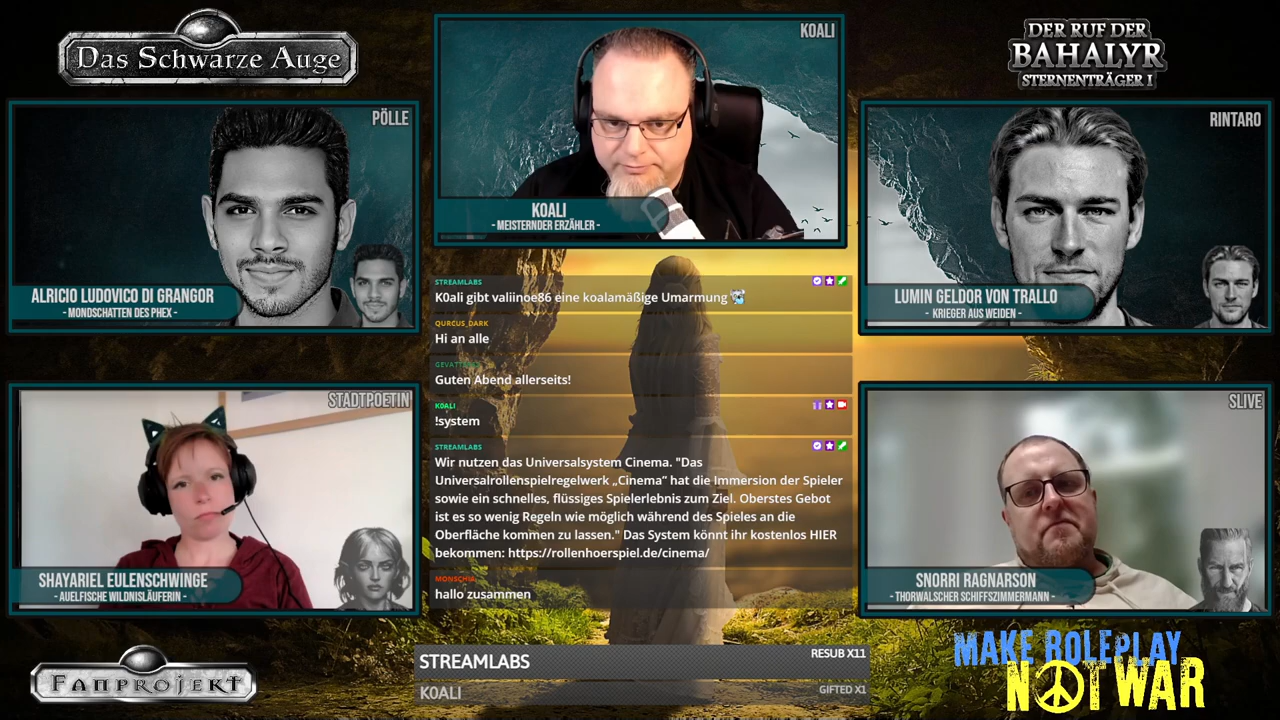 Das Schwarze Auge
KOALI
DER RUF DER
BAHALYR
STERNENTRÄGER I
PÖLLE
ALRICIO LUDOVICO DI GRANGOR
- MONDSCHATTEN DES PHEX -
KOALI
- MEISTERNDER ERZÄHLER -
RINTARO
LUMIN GELDOR VON TRALLO
- KRIEGER AUS WEIDEN -
STREAMLABS
K0ali gibt valiinoe86 eine koalamäßige Umarmung
QURCUS_DARK
Hi an alle
Guten Abend allerseits!
K0ALI
!system
STREAMLABS
Wir nutzen das Universalsystem Cinema. "Das
Universalrollenspielregelwerk „Cinema“ hat die Immersion der Spieler
sowie ein schnelles, flüssiges Spielerlebnis zum Ziel. Oberstes Gebot
ist es so wenig Regeln wie möglich während des Spieles an die
Oberfläche kommen zu lassen." Das System könnt ihr kostenlos HIER
bekommen: https://rollenhoerspiel.de/cinema/
MONSCHIA
hallo zusammen
STADTPOETIN
SHAYARIEL EULENSCHWINGE
- AUELFISCHE WILDNISLÄUFERIN -
SLIVE
SNORRI RAGNARSON
- THORWALSCHER SCHIFFSZIMMERMANN -
FANPROJEKT
STREAMLABS
RESUB X11
KOALI
GIFTED X1
MAKE ROLEPLAY
NOT WAR